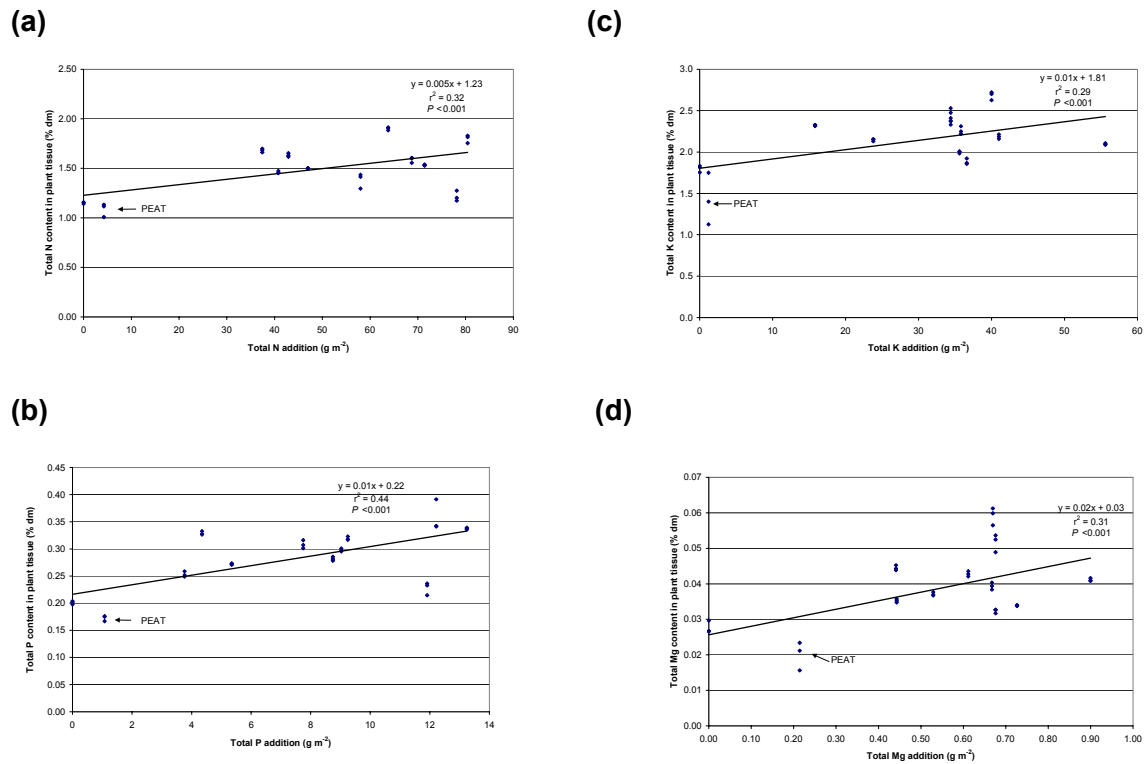 (a)
2.50
2.00
1.50
1.00
0.50
0.00
Total N content in plant tissue (% dm)
y = 0.005x + 1.23
r² = 0.32
P <0.001
PEAT
0 10 20 30 40 50 60 70 80 90
Total N addition (g m⁻²)
(c)
3.0
2.5
2.0
1.5
1.0
0.5
0.0
Total K content in plant tissue (% dm)
y = 0.01x + 1.81
r² = 0.29
P <0.001
PEAT
0 10 20 30 40 50 60
Total K addition (g m⁻²)
(b)
0.45
0.40
0.35
0.30
0.25
0.20
0.15
0.10
0.05
0.00
Total P content in plant tissue (% dm)
y = 0.01x + 0.22
r² = 0.44
P <0.001
PEAT
0 2 4 6 8 10 12 14
Total P addition (g m⁻²)
(d)
0.07
0.06
0.05
0.04
0.03
0.02
0.01
0.00
Total Mg content in plant tissue (% dm)
y = 0.02x + 0.03
r² = 0.31
P <0.001
PEAT
0.00 0.10 0.20 0.30 0.40 0.50 0.60 0.70 0.80 0.90 1.00
Total Mg addition (g m⁻²)